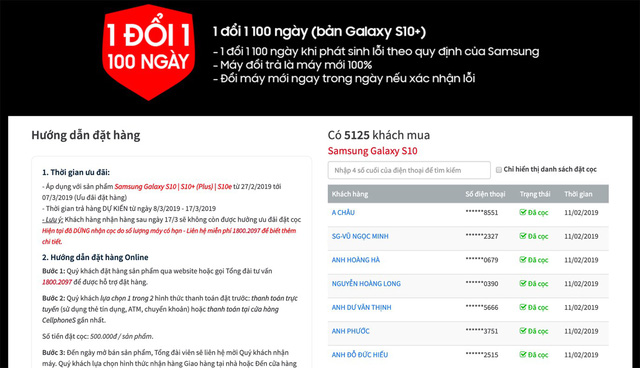 1 ĐỔI 1
100 NGÀY
1 đổi 1 100 ngày (bản Galaxy S10+)
- 1 đổi 1 100 ngày khi phát sinh lỗi theo quy định của Samsung
- Máy đổi trả là máy mới 100%
- Đổi máy mới ngay trong ngày nếu xác nhận lỗi
Hướng dẫn đặt hàng
1. Thời gian ưu đãi:
- Áp dụng với sản phẩm Samsung Galaxy S10 | S10+ (Plus) | S10e từ 27/2/2019 tới
07/3/2019 (Ưu đãi đặt hàng)
- Thời gian trả hàng DỰ KIẾN từ ngày 8/3/2019 - 17/3/2019
- Lưu ý: Khách hàng nhận hàng sau ngày 17/3 sẽ không còn được hưởng ưu đãi đặt cọc
Hiện tại đã DỪNG nhận cọc do số lượng máy có hạn - Liên hệ miễn phí 1800.2097 để biết thêm
chi tiết.
2. Hướng dẫn đặt hàng Online
Bước 1: Quý khách đặt hàng sản phẩm qua website hoặc gọi Tổng đài tư vấn
1800.2097 để được hỗ trợ đặt hàng.
Bước 2: Quý khách lựa chọn 1 trong 2 hình thức thanh toán đặt trước: thanh toán trực
tuyến (sử dụng thẻ tín dụng, ATM, chuyển khoản) hoặc thanh toán tại cửa hàng
CellphoneS gần nhất.
Số tiền đặt cọc: 500.000đ / sản phẩm.
Bước 3: Đến ngày mở bán sản phẩm, Tổng đài viên sẽ liên hệ mời Quý khách nhận
máy. Quý khách lựa chọn hình thức nhận hàng Giao hàng tại nhà hoặc Đến cửa hàng
Có 5125 khách mua
Samsung Galaxy S10
Nhập 4 số cuối của điện thoại để tìm kiếm Chỉ hiển thị danh sách đặt cọc
Khách hàng Số điện thoại Trạng thái Thời gian
A CHÂU ******8551 Đã cọc 11/02/2019
SG-VŨ NGỌC MINH ******2327 Đã cọc 11/02/2019
ANH HOÀNG HÀ ******0679 Đã cọc 11/02/2019
NGUYỄN HOÀNG LONG ******0390 Đã cọc 11/02/2019
ANH DƯ VĂN THỊNH ******5666 Đã cọc 11/02/2019
ANH PHƯỚC ******3751 Đã cọc 11/02/2019
ANH ĐỖ ĐỨC HIẾU ******2515 Đã cọc 11/02/2019